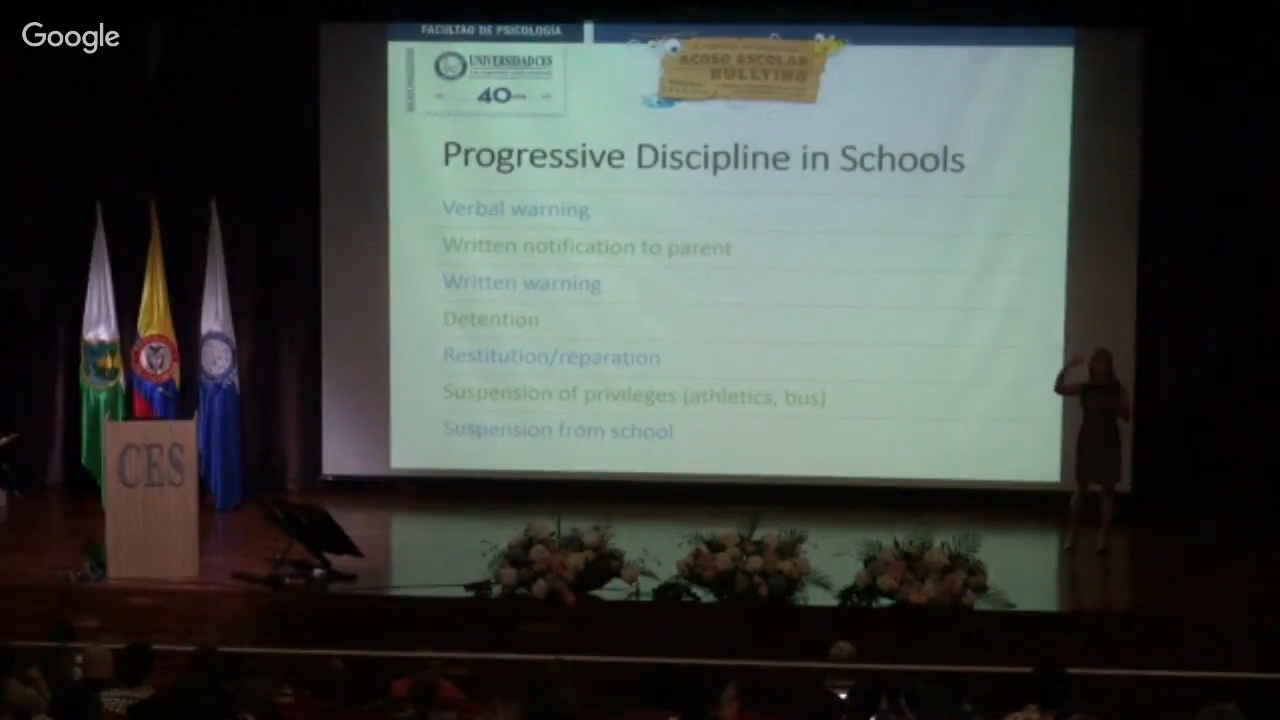 Google
FACULTAD DE PSICOLOGÍA
UNIVERSIDAD CES
40
ACOSO ESCOLAR
BULLYING
Progressive Discipline in Schools
Verbal warning
Written notification to parent
Written warning
Detention
Restitution/reparation
Suspension of privileges (athletics, bus)
Suspension from school
CES